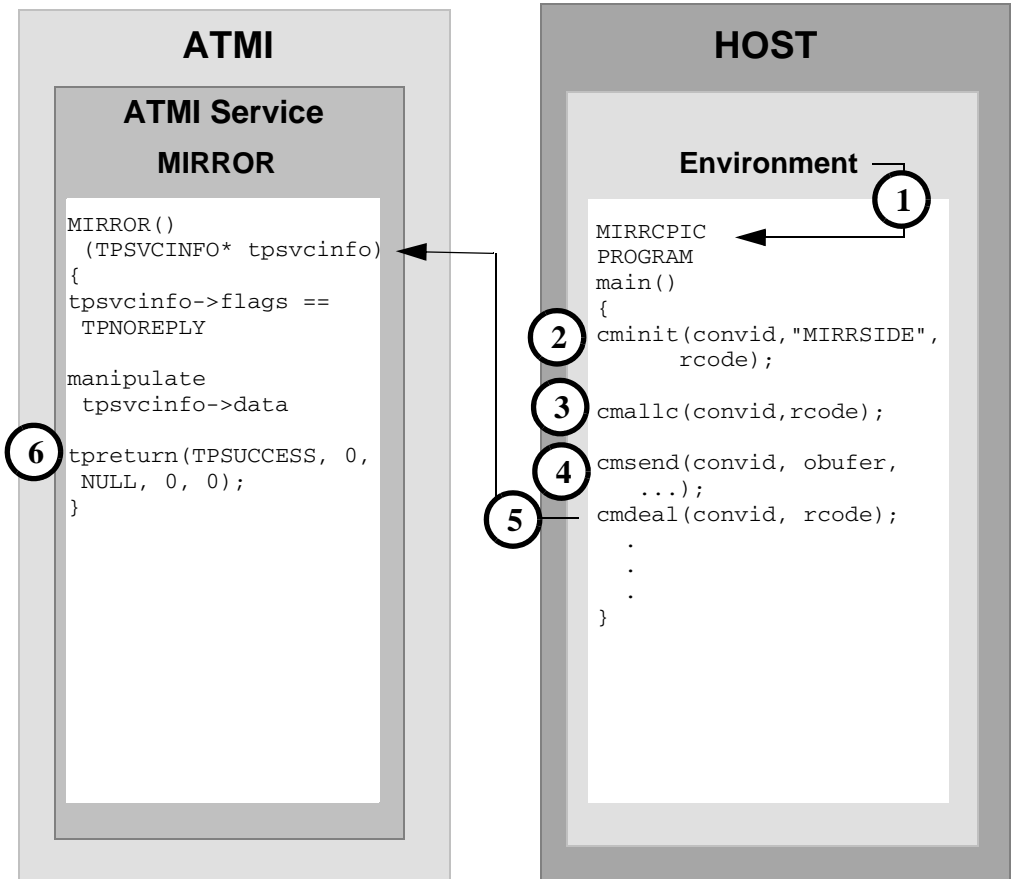 ATMI
ATMI Service
MIRROR
MIRROR()
(TPSVCINFO* tpsvcinfo)
{
tpsvcinfo->flags ==
TPNOREPLY
manipulate
tpsvcinfo->data
6
tpreturn(TPSUCCESS, 0,
NULL, 0, 0);
}
HOST
Environment
1
MIRRCPIC
PROGRAM
main()
{
2
cminit(convid,"MIRRSIDE",
rcode);
3
cmallc(convid,rcode);
4
cmsend(convid, obufer,
...);
5
cmdeal(convid, rcode);
.
.
.
}